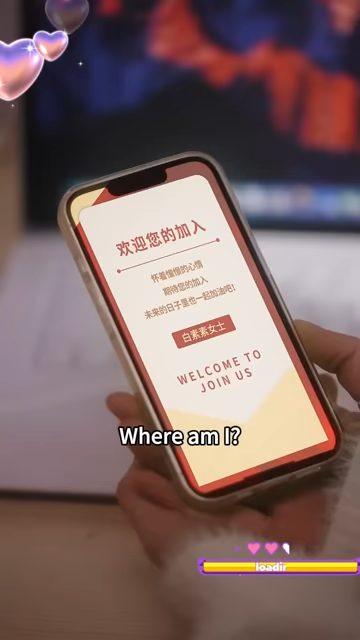 欢迎您的加入
怀着憧憬的心情
期待您的加入
未来的日子里也一起加油吧!
白素素女士
WELCOME TO
JOIN US
Where am I?
loadin